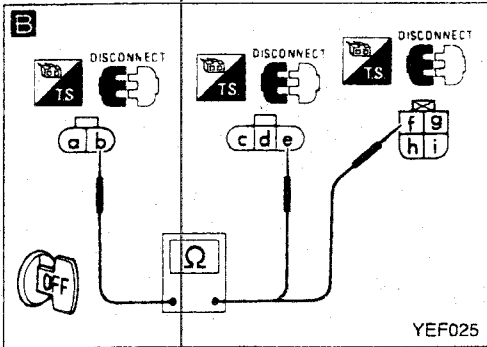 B
DISCONNECT
T.S.
DISCONNECT
T.S.
DISCONNECT
T.S.
a b
c d e
f g
h i
Ω
OFF
YEF025